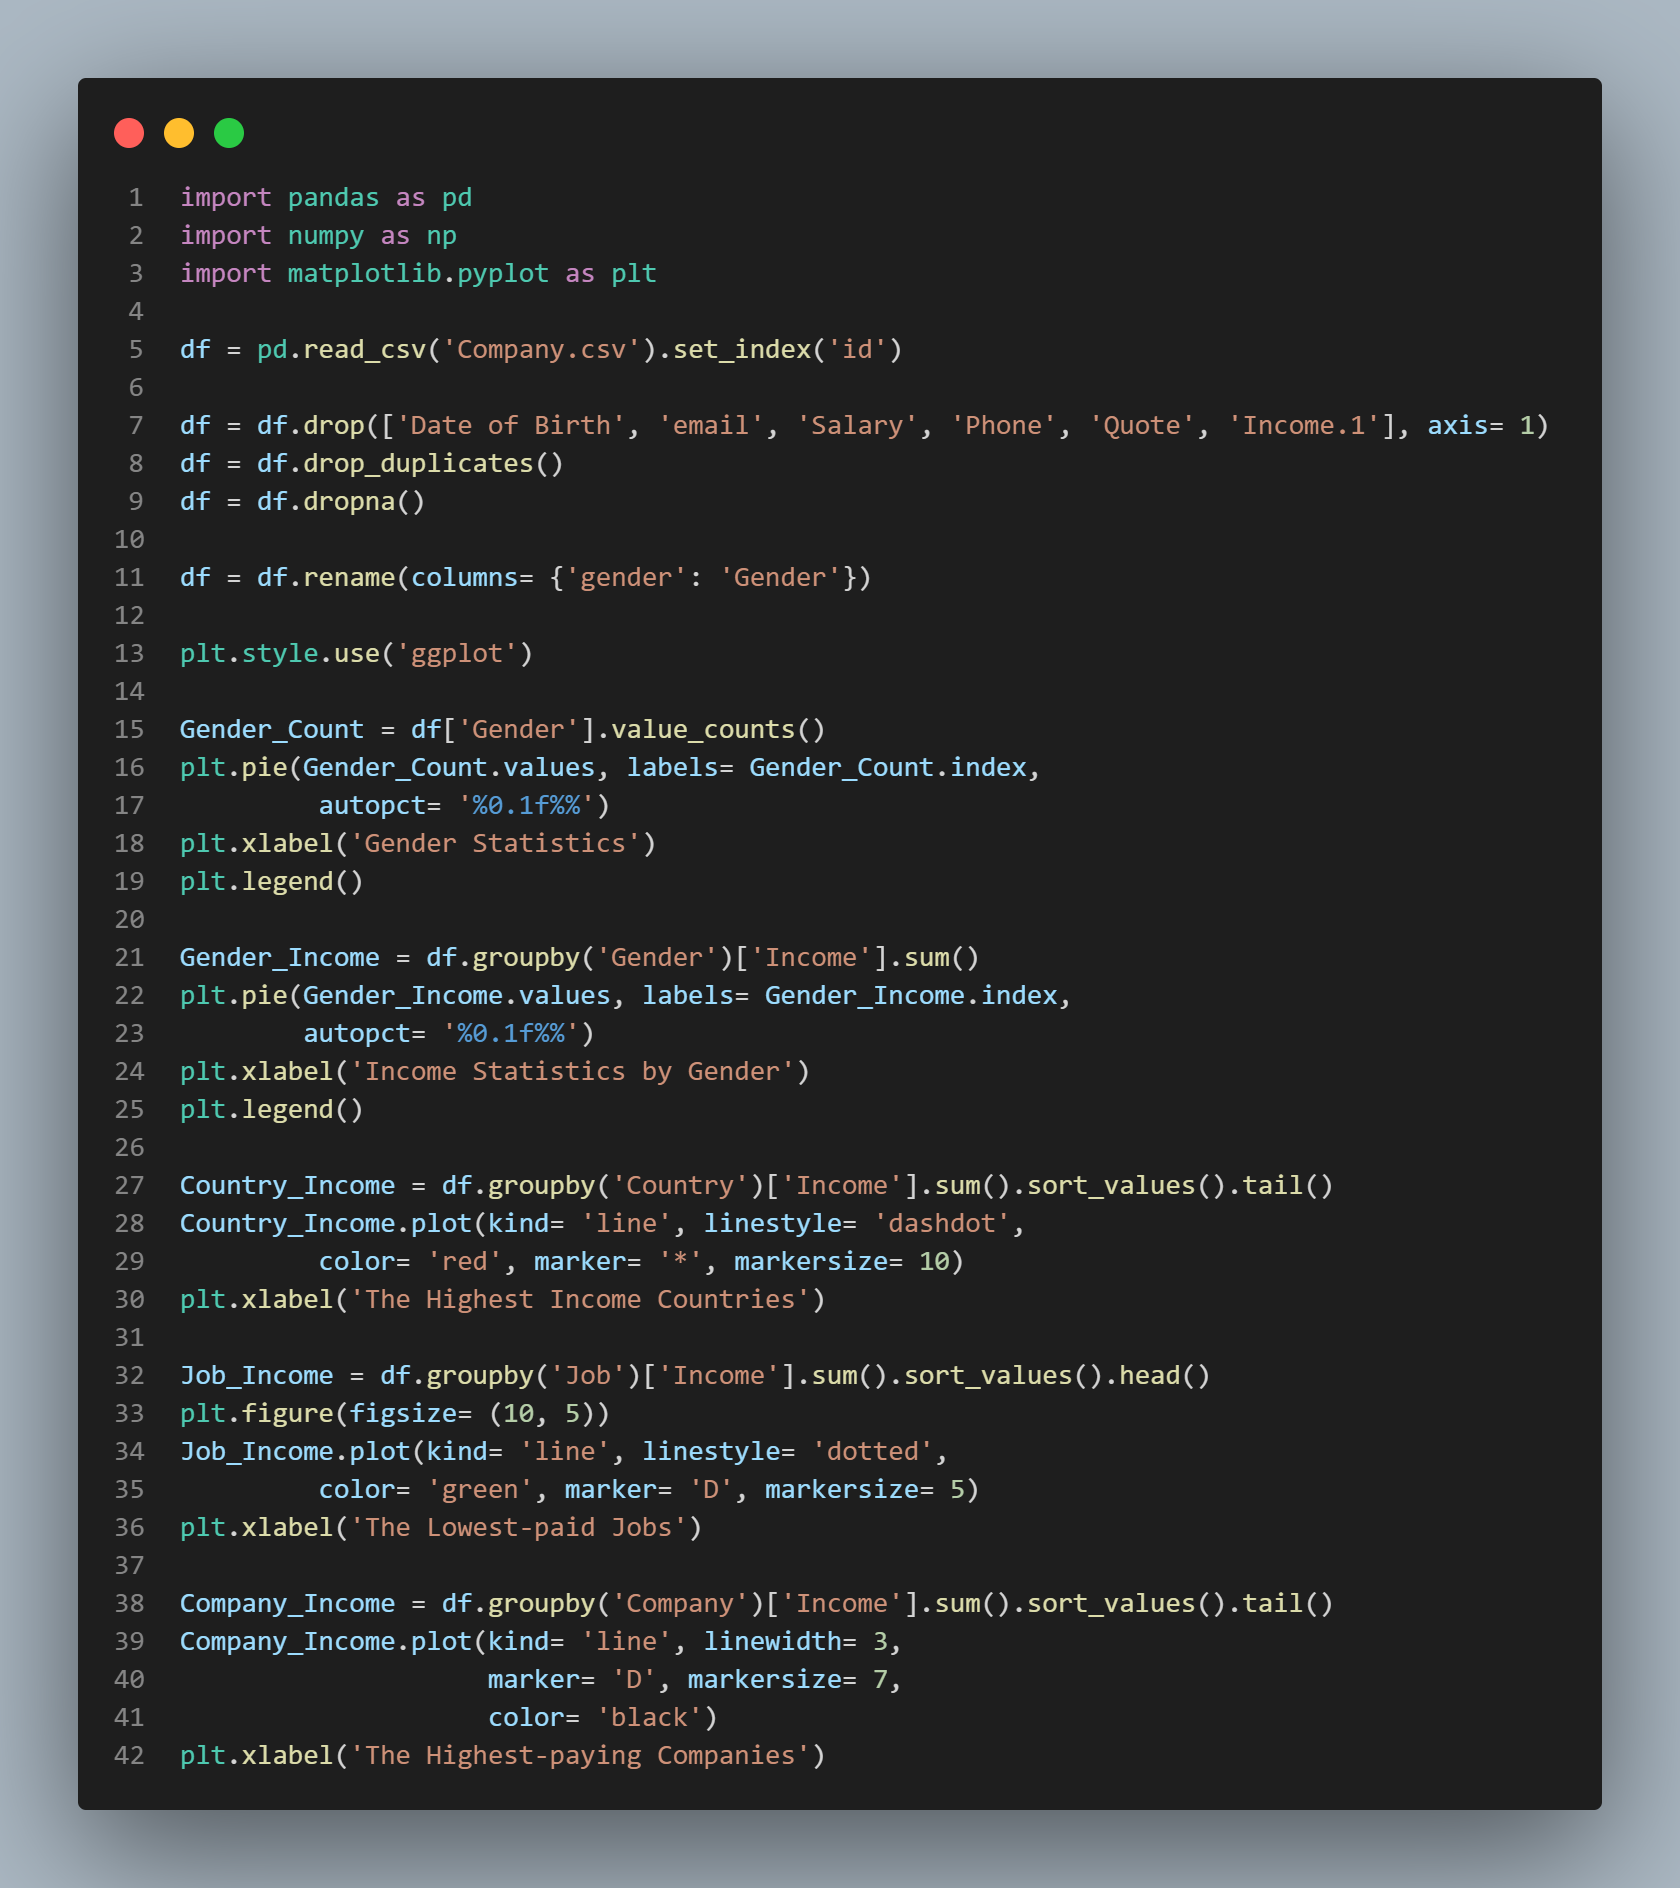 1 import pandas as pd
2 import numpy as np
3 import matplotlib.pyplot as plt
4
5 df = pd.read_csv('Company.csv').set_index('id')
6
7 df = df.drop(['Date of Birth', 'email', 'Salary', 'Phone', 'Quote', 'Income.1'], axis= 1)
8 df = df.drop_duplicates()
9 df = df.dropna()
10
11 df = df.rename(columns= {'gender': 'Gender'})
12
13 plt.style.use('ggplot')
14
15 Gender_Count = df['Gender'].value_counts()
16 plt.pie(Gender_Count.values, labels= Gender_Count.index,
17          autopct= '%0.1f%%')
18 plt.xlabel('Gender Statistics')
19 plt.legend()
20
21 Gender_Income = df.groupby('Gender')['Income'].sum()
22 plt.pie(Gender_Income.values, labels= Gender_Income.index,
23         autopct= '%0.1f%%')
24 plt.xlabel('Income Statistics by Gender')
25 plt.legend()
26
27 Country_Income = df.groupby('Country')['Income'].sum().sort_values().tail()
28 Country_Income.plot(kind= 'line', linestyle= 'dashdot',
29          color= 'red', marker= '*', markersize= 10)
30 plt.xlabel('The Highest Income Countries')
31
32 Job_Income = df.groupby('Job')['Income'].sum().sort_values().head()
33 plt.figure(figsize= (10, 5))
34 Job_Income.plot(kind= 'line', linestyle= 'dotted',
35          color= 'green', marker= 'D', markersize= 5)
36 plt.xlabel('The Lowest-paid Jobs')
37
38 Company_Income = df.groupby('Company')['Income'].sum().sort_values().tail()
39 Company_Income.plot(kind= 'line', linewidth= 3,
40                     marker= 'D', markersize= 7,
41                     color= 'black')
42 plt.xlabel('The Highest-paying Companies')